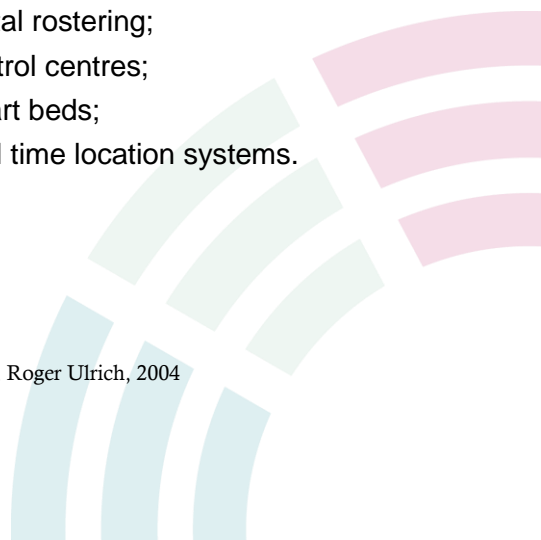 al rostering;
trol centres;
art beds;
l time location systems.
Roger Ulrich, 2004